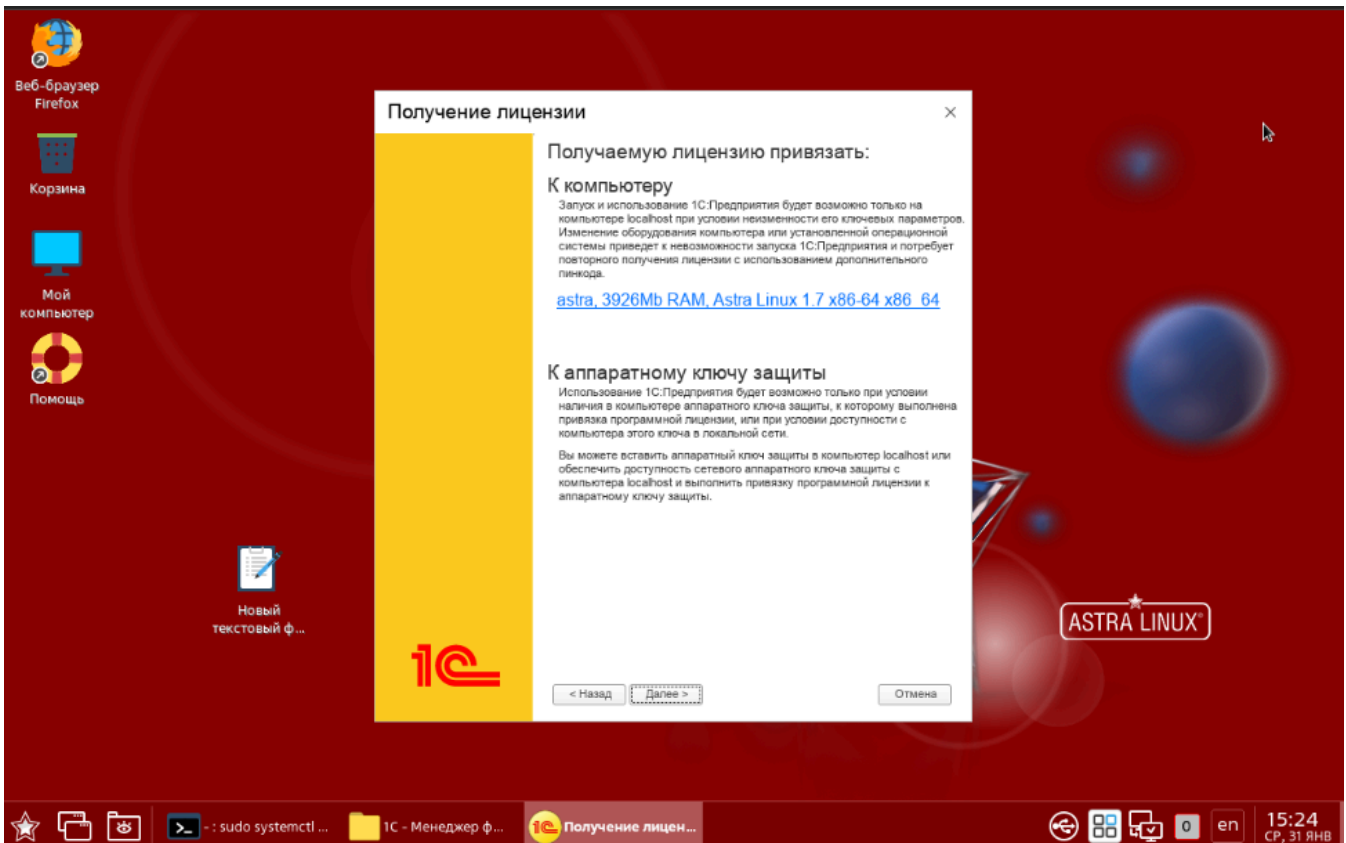 Веб-браузер
Firefox
Корзина
Мой
компьютер
Помощь
Новый
текстовый ф...
Получение лицензии
Получаемую лицензию привязать:
К компьютеру
Запуск и использование 1С:Предприятия будет возможно только на
компьютере localhost при условии неизменности его ключевых параметров.
Изменение оборудования компьютера или установленной операционной
системы приведет к невозможности запуска 1С:Предприятия и потребует
повторного получения лицензии с использованием дополнительного
пинкода.
astra, 3926Mb RAM, Astra Linux 1.7 x86-64 x86_64
К аппаратному ключу защиты
Использование 1С:Предприятия будет возможно только при условии
наличия в компьютере аппаратного ключа защиты, к которому выполнена
привязка программной лицензии, или при условии доступности с
компьютера этого ключа в локальной сети.
Вы можете вставить аппаратный ключ защиты в компьютер localhost или
обеспечить доступность сетевого аппаратного ключа защиты с
компьютера localhost и выполнить привязку программной лицензии к
аппаратному ключу защиты.
1С
< Назад Далее > Отмена
ASTRA LINUX®
- : sudo systemctl ... 1С - Менеджер ф... 1С Получение лицен... 0 en 15:24
СР, 31 ЯНВ